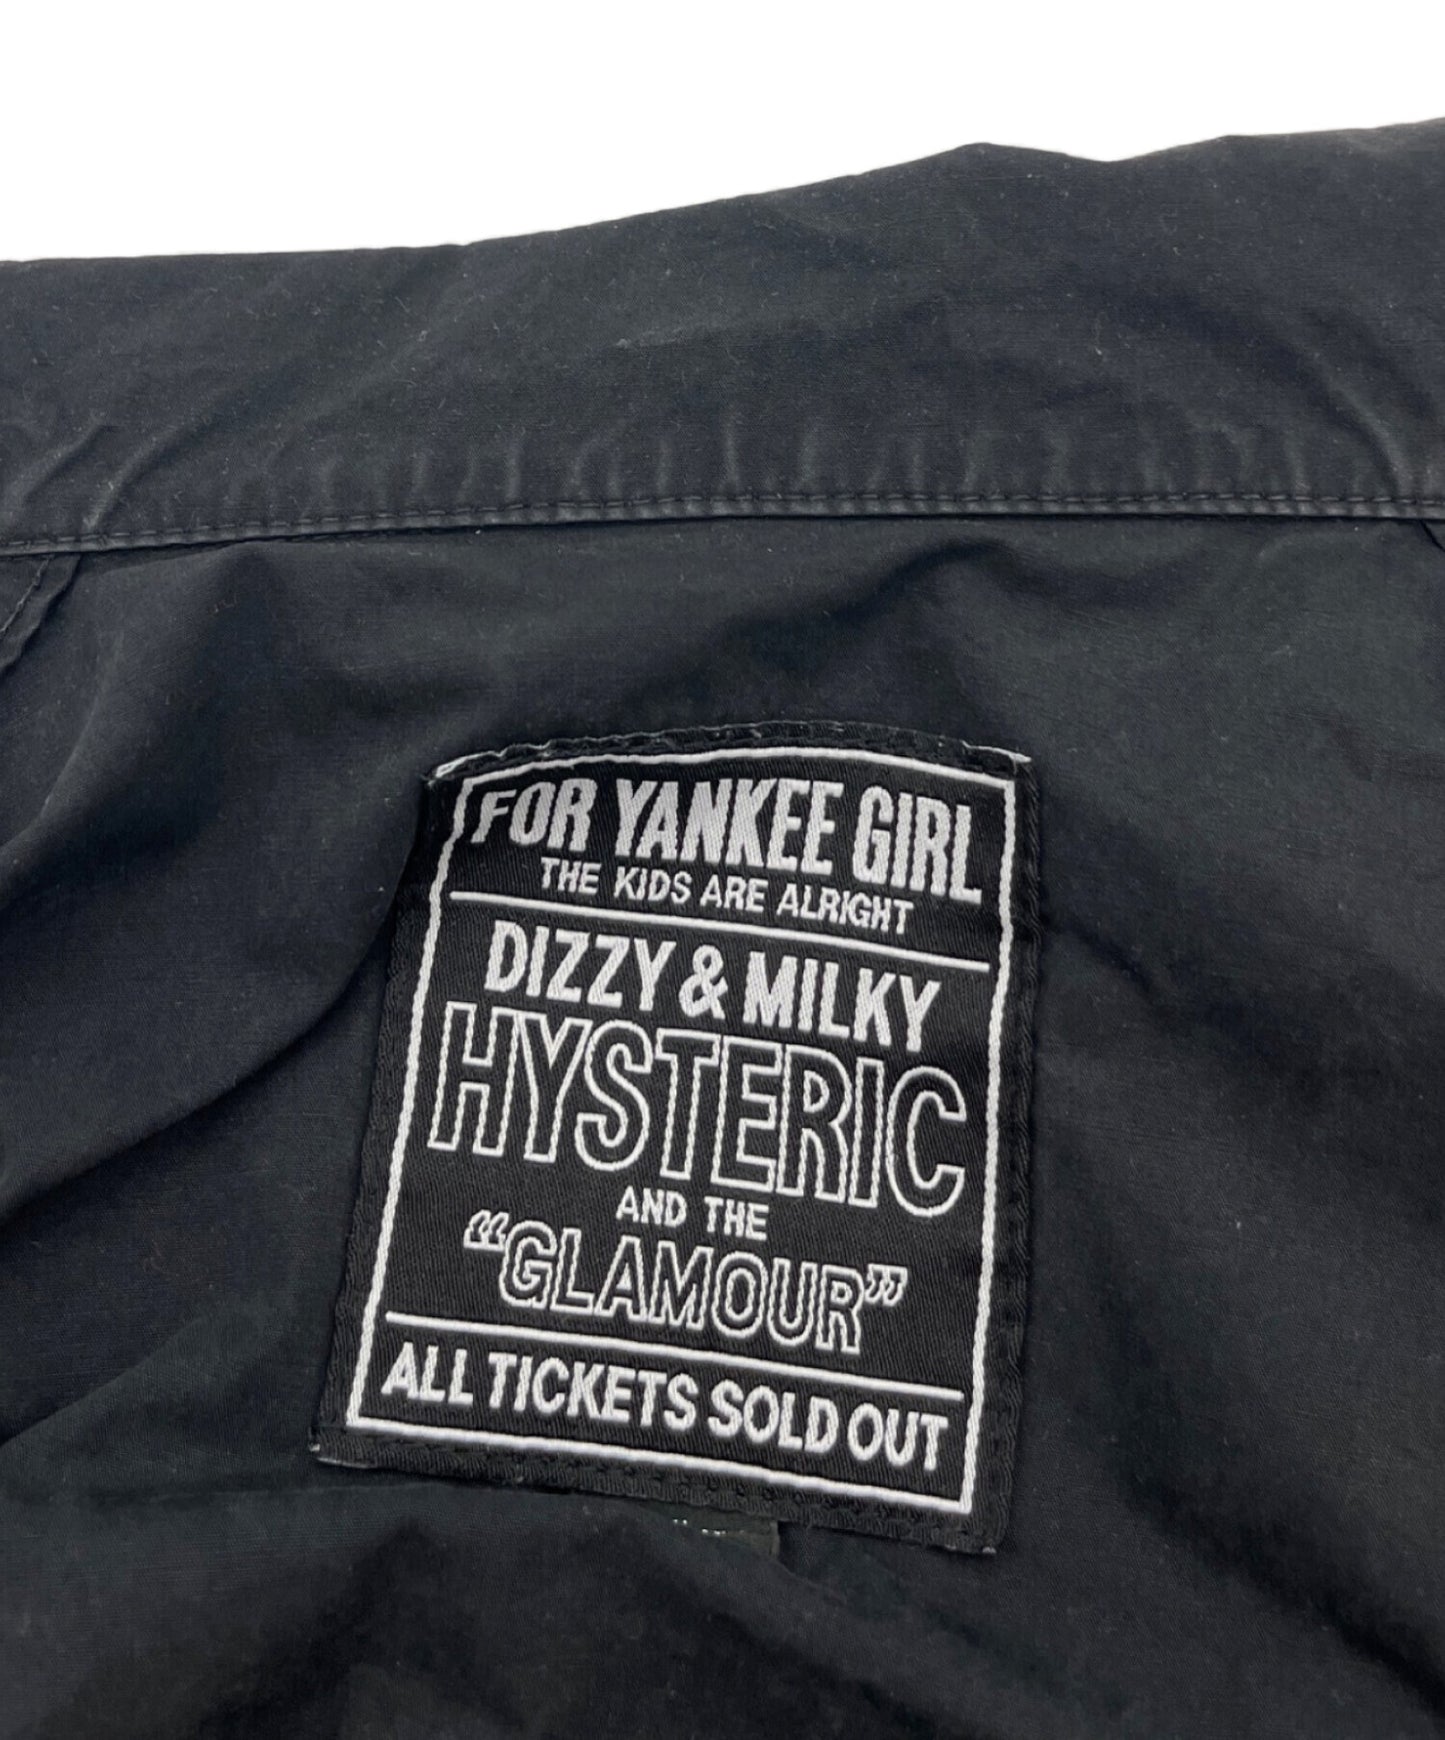 FOR YANKEE GIRL
THE KIDS ARE ALRIGHT
DIZZY & MILKY
HYSTERIC
AND THE
“GLAMOUR”
ALL TICKETS SOLD OUT